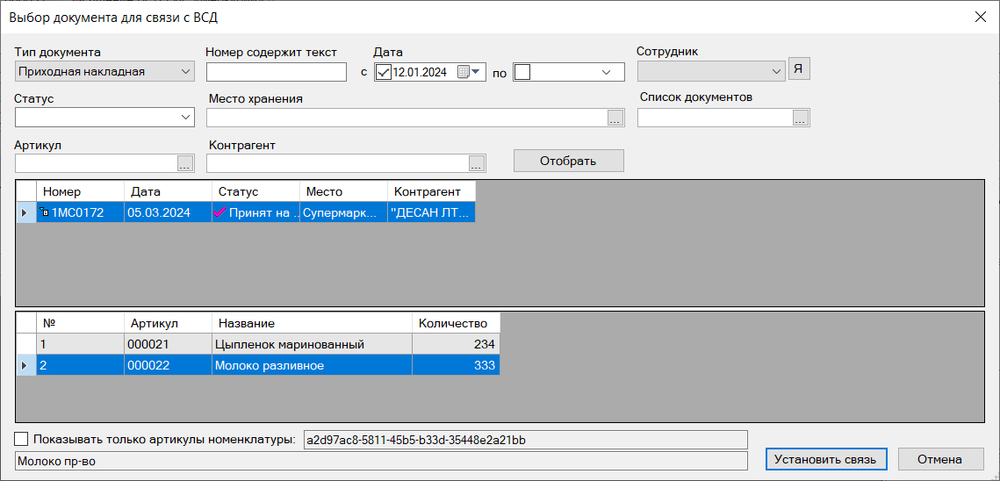 Выбор документа для связи с ВСД
Тип документа Номер содержит текст Дата Сотрудник
Приходная накладная с 12.01.2024 по Я
Статус Место хранения Список документов
... ...
Артикул Контрагент
... ... Отобрать
Номер Дата Статус Место Контрагент
1МС0172 05.03.2024 Принят на ... Супермарк... "ДЕСАН ЛТ...
№ Артикул Название Количество
1 000021 Цыпленок маринованный 234
2 000022 Молоко разливное 333
Показывать только артикулы номенклатуры: a2d97ac8-5811-45b5-b33d-35448e2a21bb
Молоко пр-во Установить связь Отмена